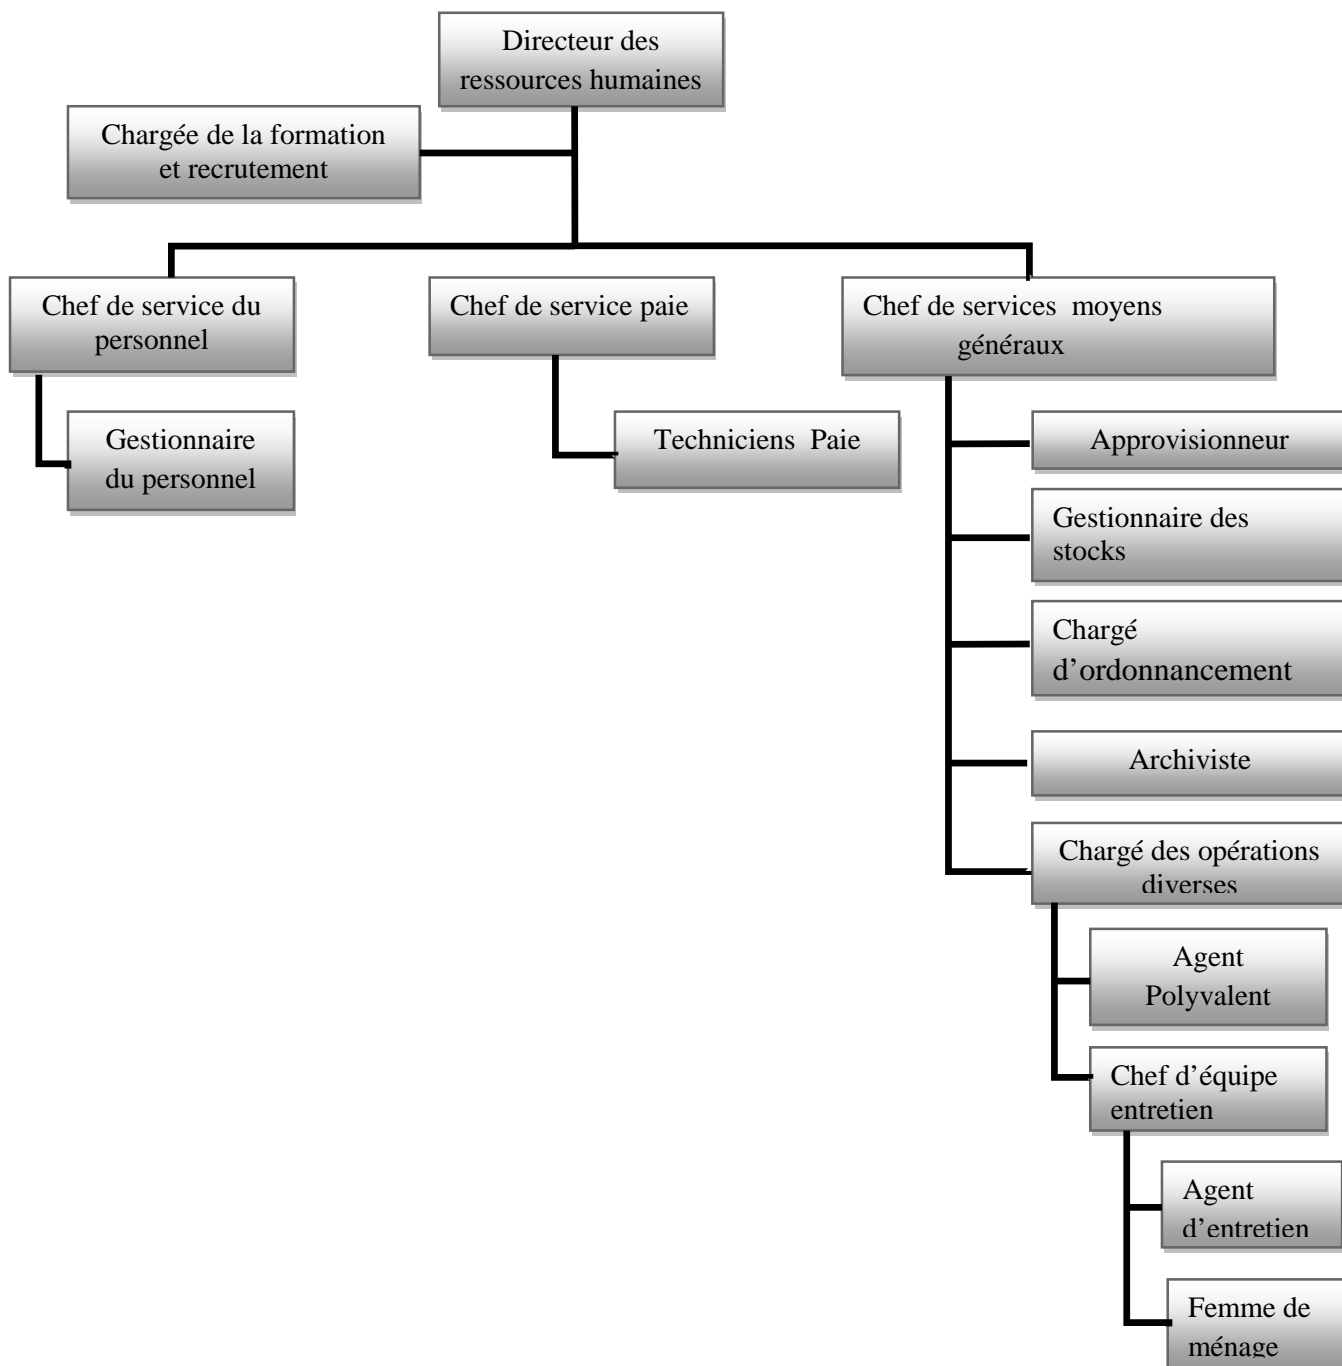 Directeur des
ressources humaines
Chargée de la formation
et recrutement
Chef de service du
personnel
Chef de service paie
Chef de services moyens
généraux
Gestionnaire
du personnel
Techniciens Paie
Approvisionneur
Gestionnaire des
stocks
Chargé
d’ordonnancement
Archiviste
Chargé des opérations
diverses
Agent
Polyvalent
Chef d’équipe
entretien
Agent
d’entretien
Femme de
ménage